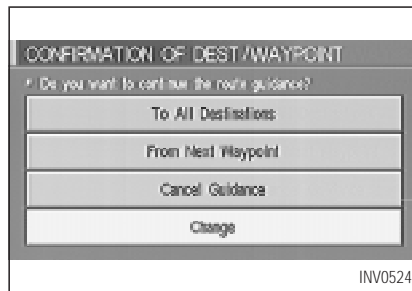 CONFIRMATION OF DEST/WAYPOINT
Do you want to continue the route guidance?
To All Destinations
From Next Waypoint
Cancel Guidance
Change
INV0524